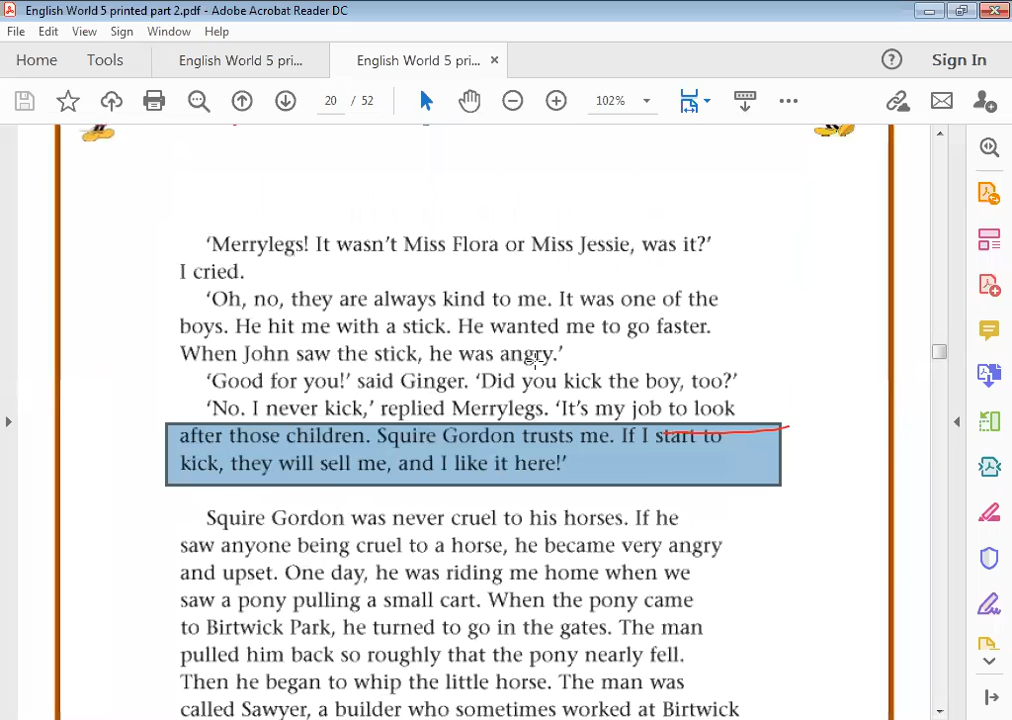 English World 5 printed part 2.pdf - Adobe Acrobat Reader DC
File Edit View Sign Window Help
Home Tools English World 5 pri... English World 5 pri... × ? Sign In
20 / 52 102%
‘Merrylegs! It wasn’t Miss Flora or Miss Jessie, was it?’
I cried.
‘Oh, no, they are always kind to me. It was one of the
boys. He hit me with a stick. He wanted me to go faster.
When John saw the stick, he was angry.’
‘Good for you!’ said Ginger. ‘Did you kick the boy, too?’
‘No. I never kick,’ replied Merrylegs. ‘It’s my job to look
after those children. Squire Gordon trusts me. If I start to
kick, they will sell me, and I like it here!’
Squire Gordon was never cruel to his horses. If he
saw anyone being cruel to a horse, he became very angry
and upset. One day, he was riding me home when we
saw a pony pulling a small cart. When the pony came
to Birtwick Park, he turned to go in the gates. The man
pulled him back so roughly that the pony nearly fell.
Then he began to whip the little horse. The man was
called Sawyer, a builder who sometimes worked at Birtwick